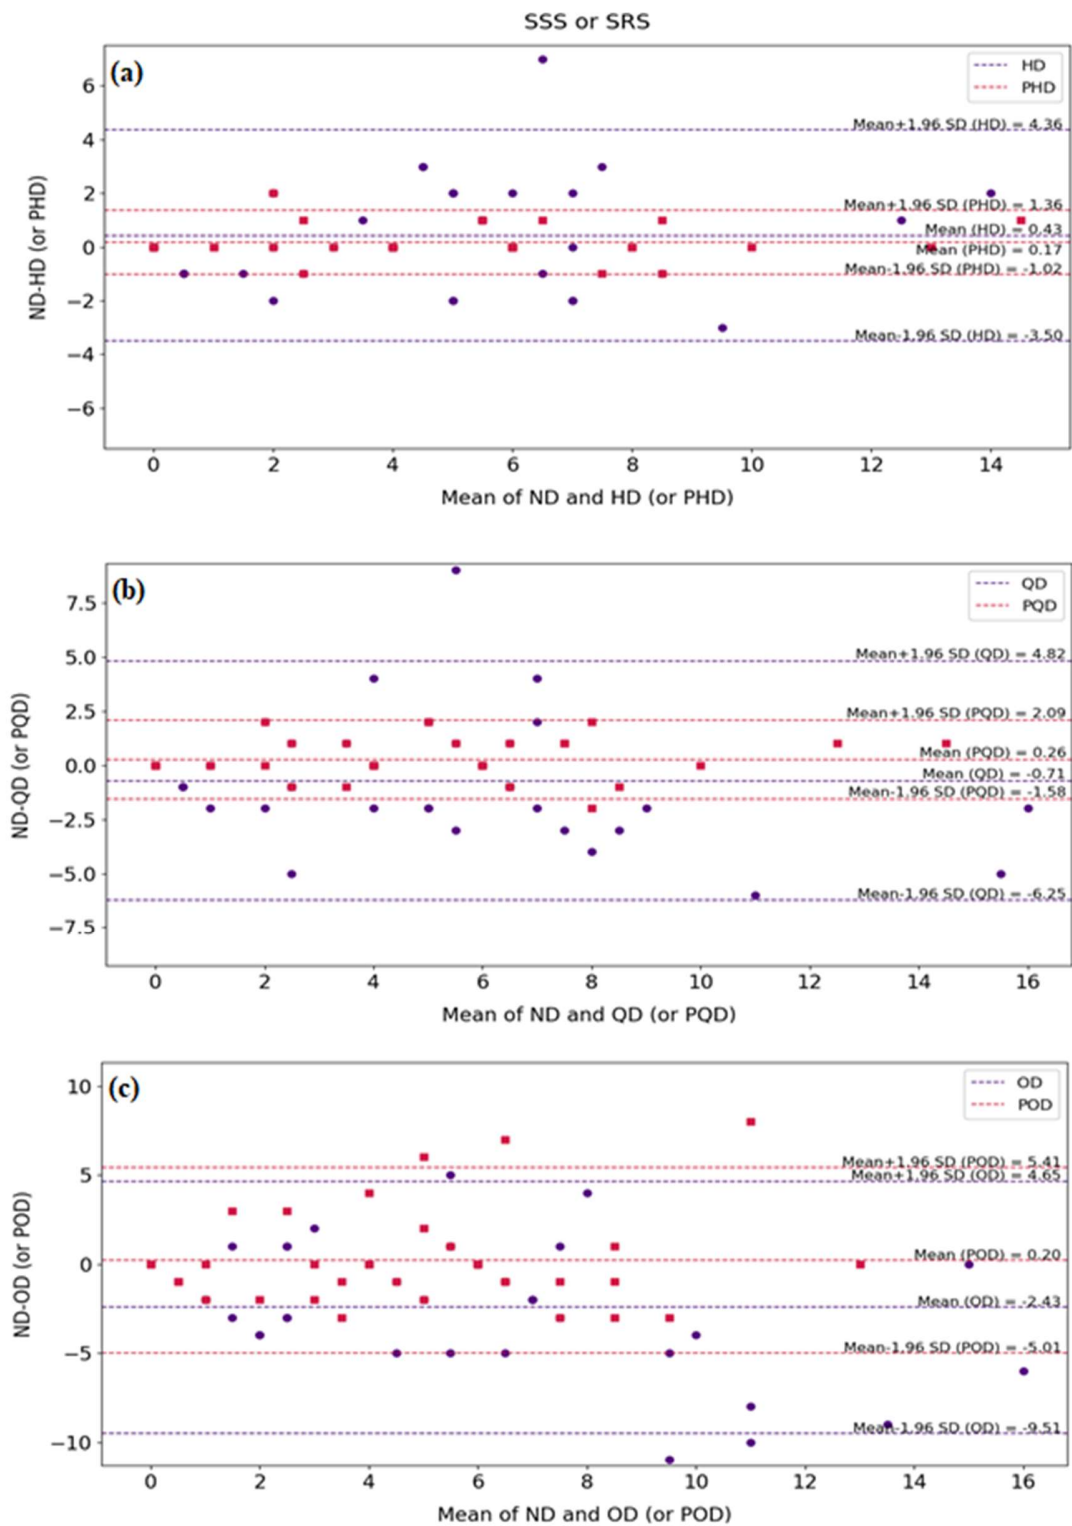 SSS or SRS
(a)
HD
PHD
Mean+1.96 SD (HD) = 4.36
Mean+1.96 SD (PHD) = 1.36
Mean (HD) = 0.43
Mean (PHD) = 0.17
Mean-1.96 SD (PHD) = -1.02
Mean-1.96 SD (HD) = -3.50
ND-HD (or PHD)
6
4
2
0
−2
−4
−6
0 2 4 6 8 10 12 14
Mean of ND and HD (or PHD)
(b)
QD
PQD
Mean+1.96 SD (QD) = 4.82
Mean+1.96 SD (PQD) = 2.09
Mean (PQD) = 0.26
Mean (QD) = -0.71
Mean-1.96 SD (PQD) = -1.58
Mean-1.96 SD (QD) = -6.25
ND-QD (or PQD)
7.5
5.0
2.5
0.0
−2.5
−5.0
−7.5
0 2 4 6 8 10 12 14 16
Mean of ND and QD (or PQD)
(c)
OD
POD
Mean+1.96 SD (POD) = 5.41
Mean+1.96 SD (OD) = 4.65
Mean (POD) = 0.20
Mean (OD) = -2.43
Mean-1.96 SD (POD) = -5.01
Mean-1.96 SD (OD) = -9.51
ND-OD (or POD)
10
5
0
−5
−10
0 2 4 6 8 10 12 14 16
Mean of ND and OD (or POD)